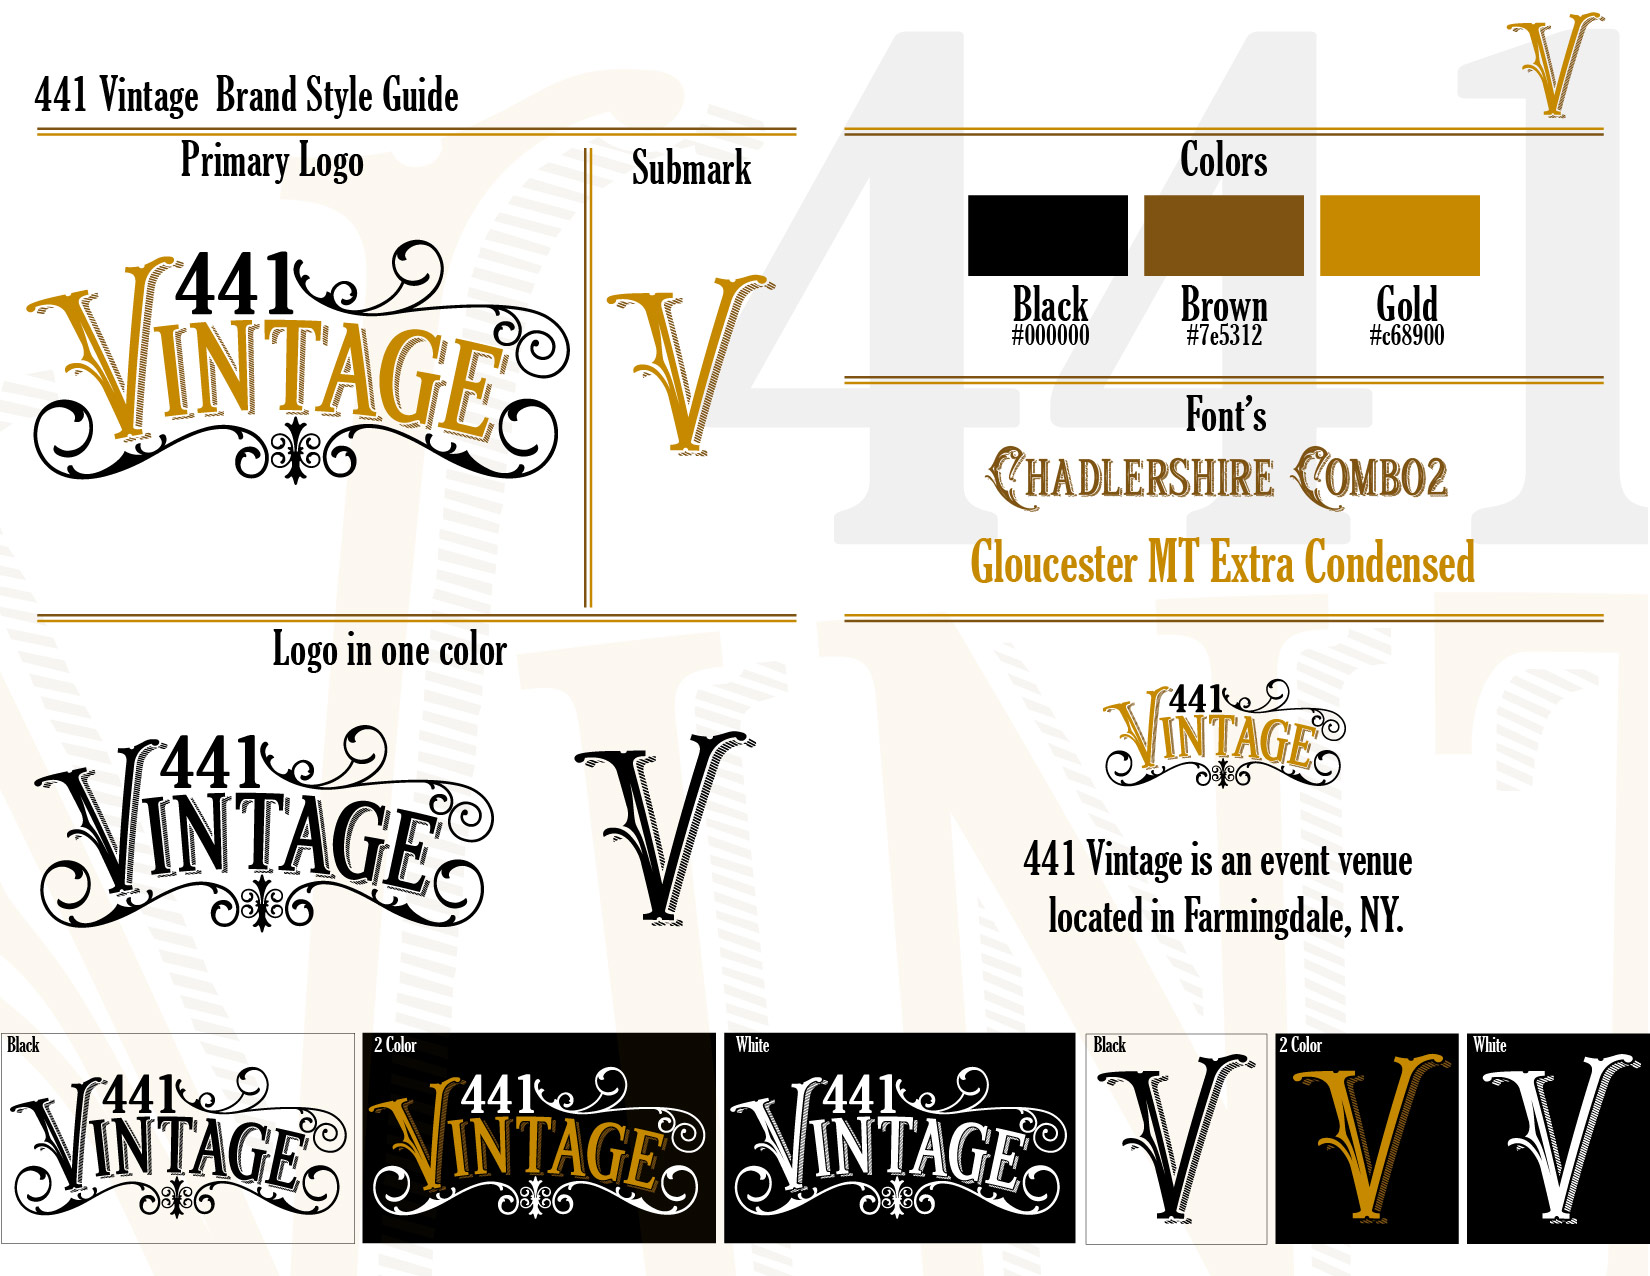 441 Vintage Brand Style Guide
V
Primary Logo
Submark
441
VINTAGE
V
Colors
Black
#000000
Brown
#7e5312
Gold
#c68900
Font's
CHADLERSHIRE COMBO2
Gloucester MT Extra Condensed
Logo in one color
441
VINTAGE
V
441
VINTAGE
441 Vintage is an event venue
located in Farmingdale, NY.
Black
441
VINTAGE
2 Color
441
VINTAGE
White
441
VINTAGE
Black
V
2 Color
V
White
V